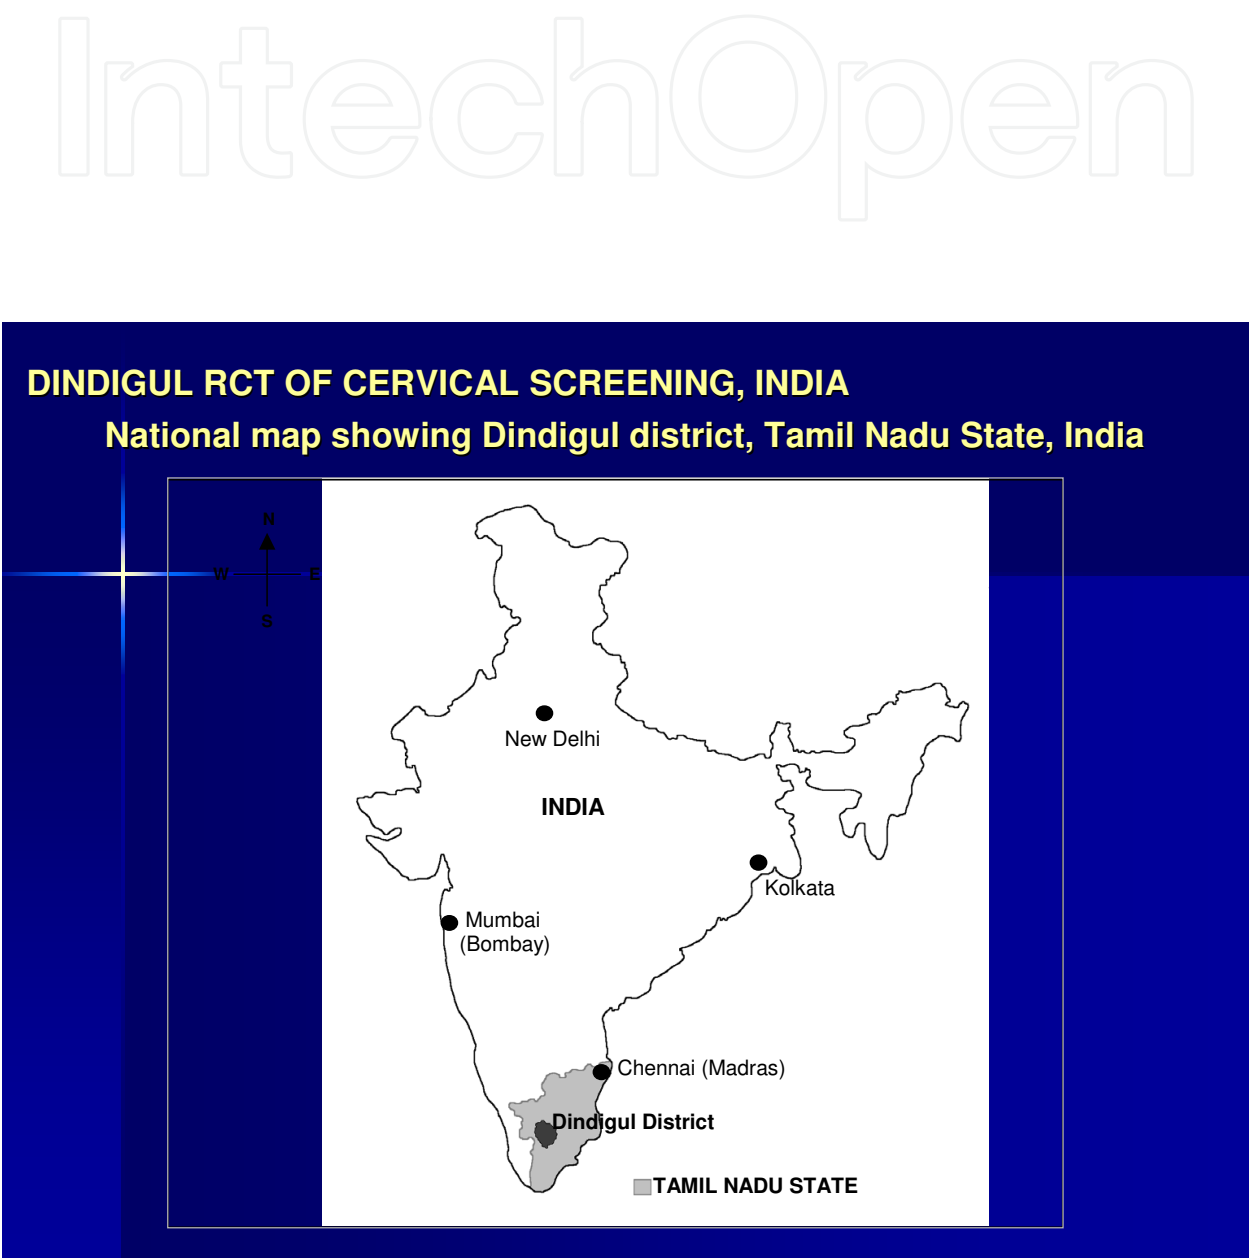 IntechOpen
DINDIGUL RCT OF CERVICAL SCREENING, INDIA
National map showing Dindigul district, Tamil Nadu State, India
N
W E
S
New Delhi
INDIA
Kolkata
Mumbai
(Bombay)
Chennai (Madras)
Dindigul District
TAMIL NADU STATE